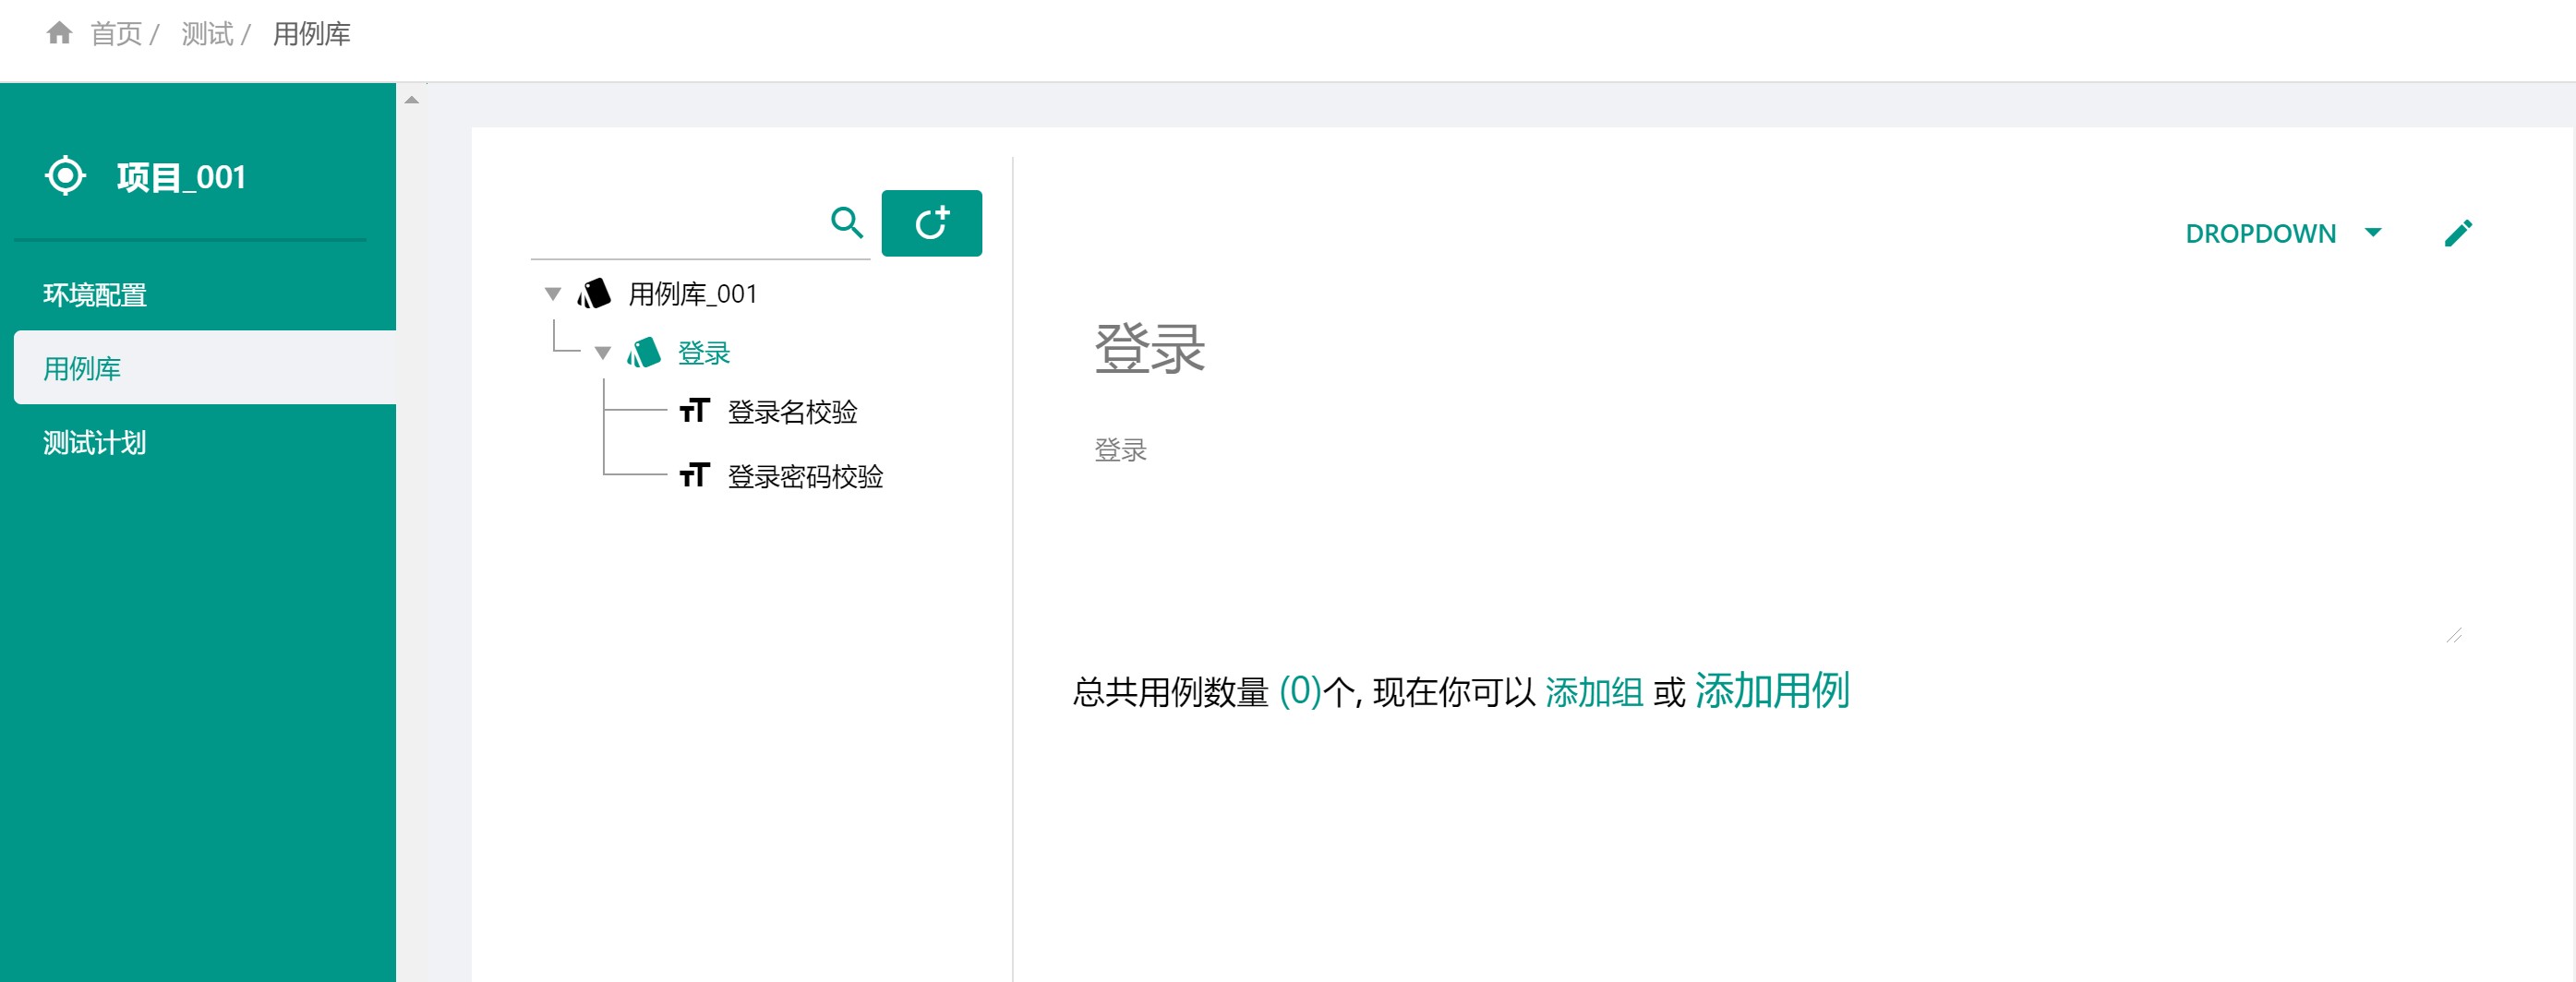 首页 / 测试 / 用例库
项目_001
环境配置
用例库
测试计划
用例库_001
登录
登录名校验
登录密码校验
DROPDOWN
登录
登录
总共用例数量 (0)个, 现在你可以 添加组 或 添加用例